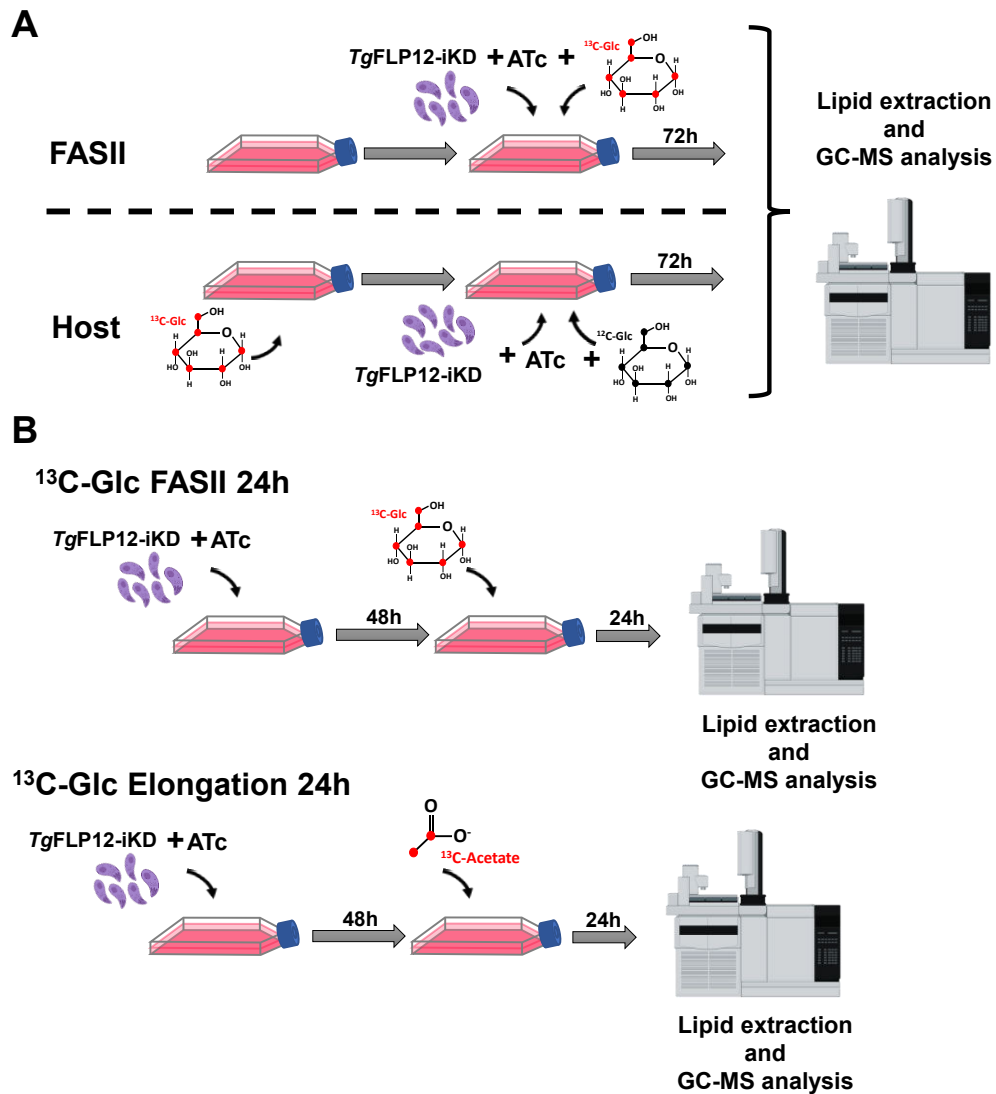 A
TgFLP12-iKD + ATc + ¹³C-Glc
OH
O
H
H
H
H
OH
HO
OH
H
OH
FASII
72h
Lipid extraction
and
GC-MS analysis
Host
72h
¹³C-Glc
OH
O
H
H
H
H
OH
HO
OH
H
OH
TgFLP12-iKD + ATc + ¹²C-Glc
OH
O
H
H
H
H
OH
HO
OH
H
OH
B
¹³C-Glc FASII 24h
TgFLP12-iKD + ATc
¹³C-Glc
OH
O
H
H
H
H
OH
HO
OH
H
OH
48h
24h
Lipid extraction
and
GC-MS analysis
¹³C-Glc Elongation 24h
TgFLP12-iKD + ATc
O
O⁻
¹³C-Acetate
48h
24h
Lipid extraction
and
GC-MS analysis